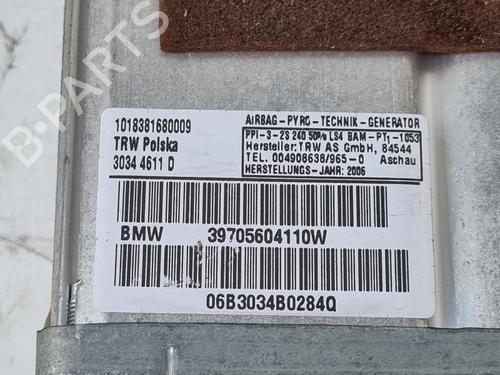 1018381680009
TRW Polska
3034 4611 D
AIRBAG-PYRO-TECHNIK-GENERATOR
PPI-3-2S 240 50% LS4 BAM-PT1-1053
Hersteller:TRW AS GmbH, 84544
TEL. 004908638/965-0 Aschau
HERSTELLUNGS-JAHR: 2006
BMW 39705604110W
06B3034B0284Q
B-PARTS